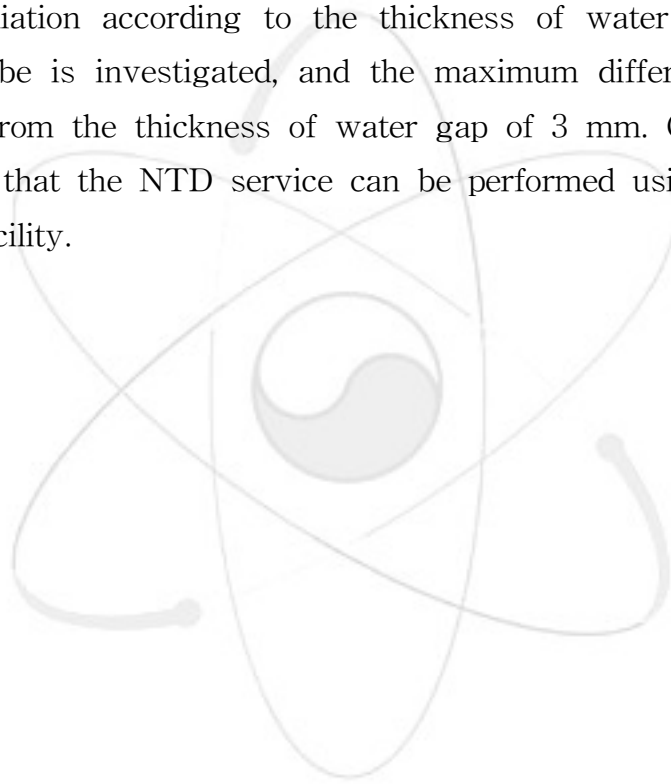 iation according to the thickness of water
be is investigated, and the maximum differ
rom the thickness of water gap of 3 mm.
that the NTD service can be performed usi
cility.